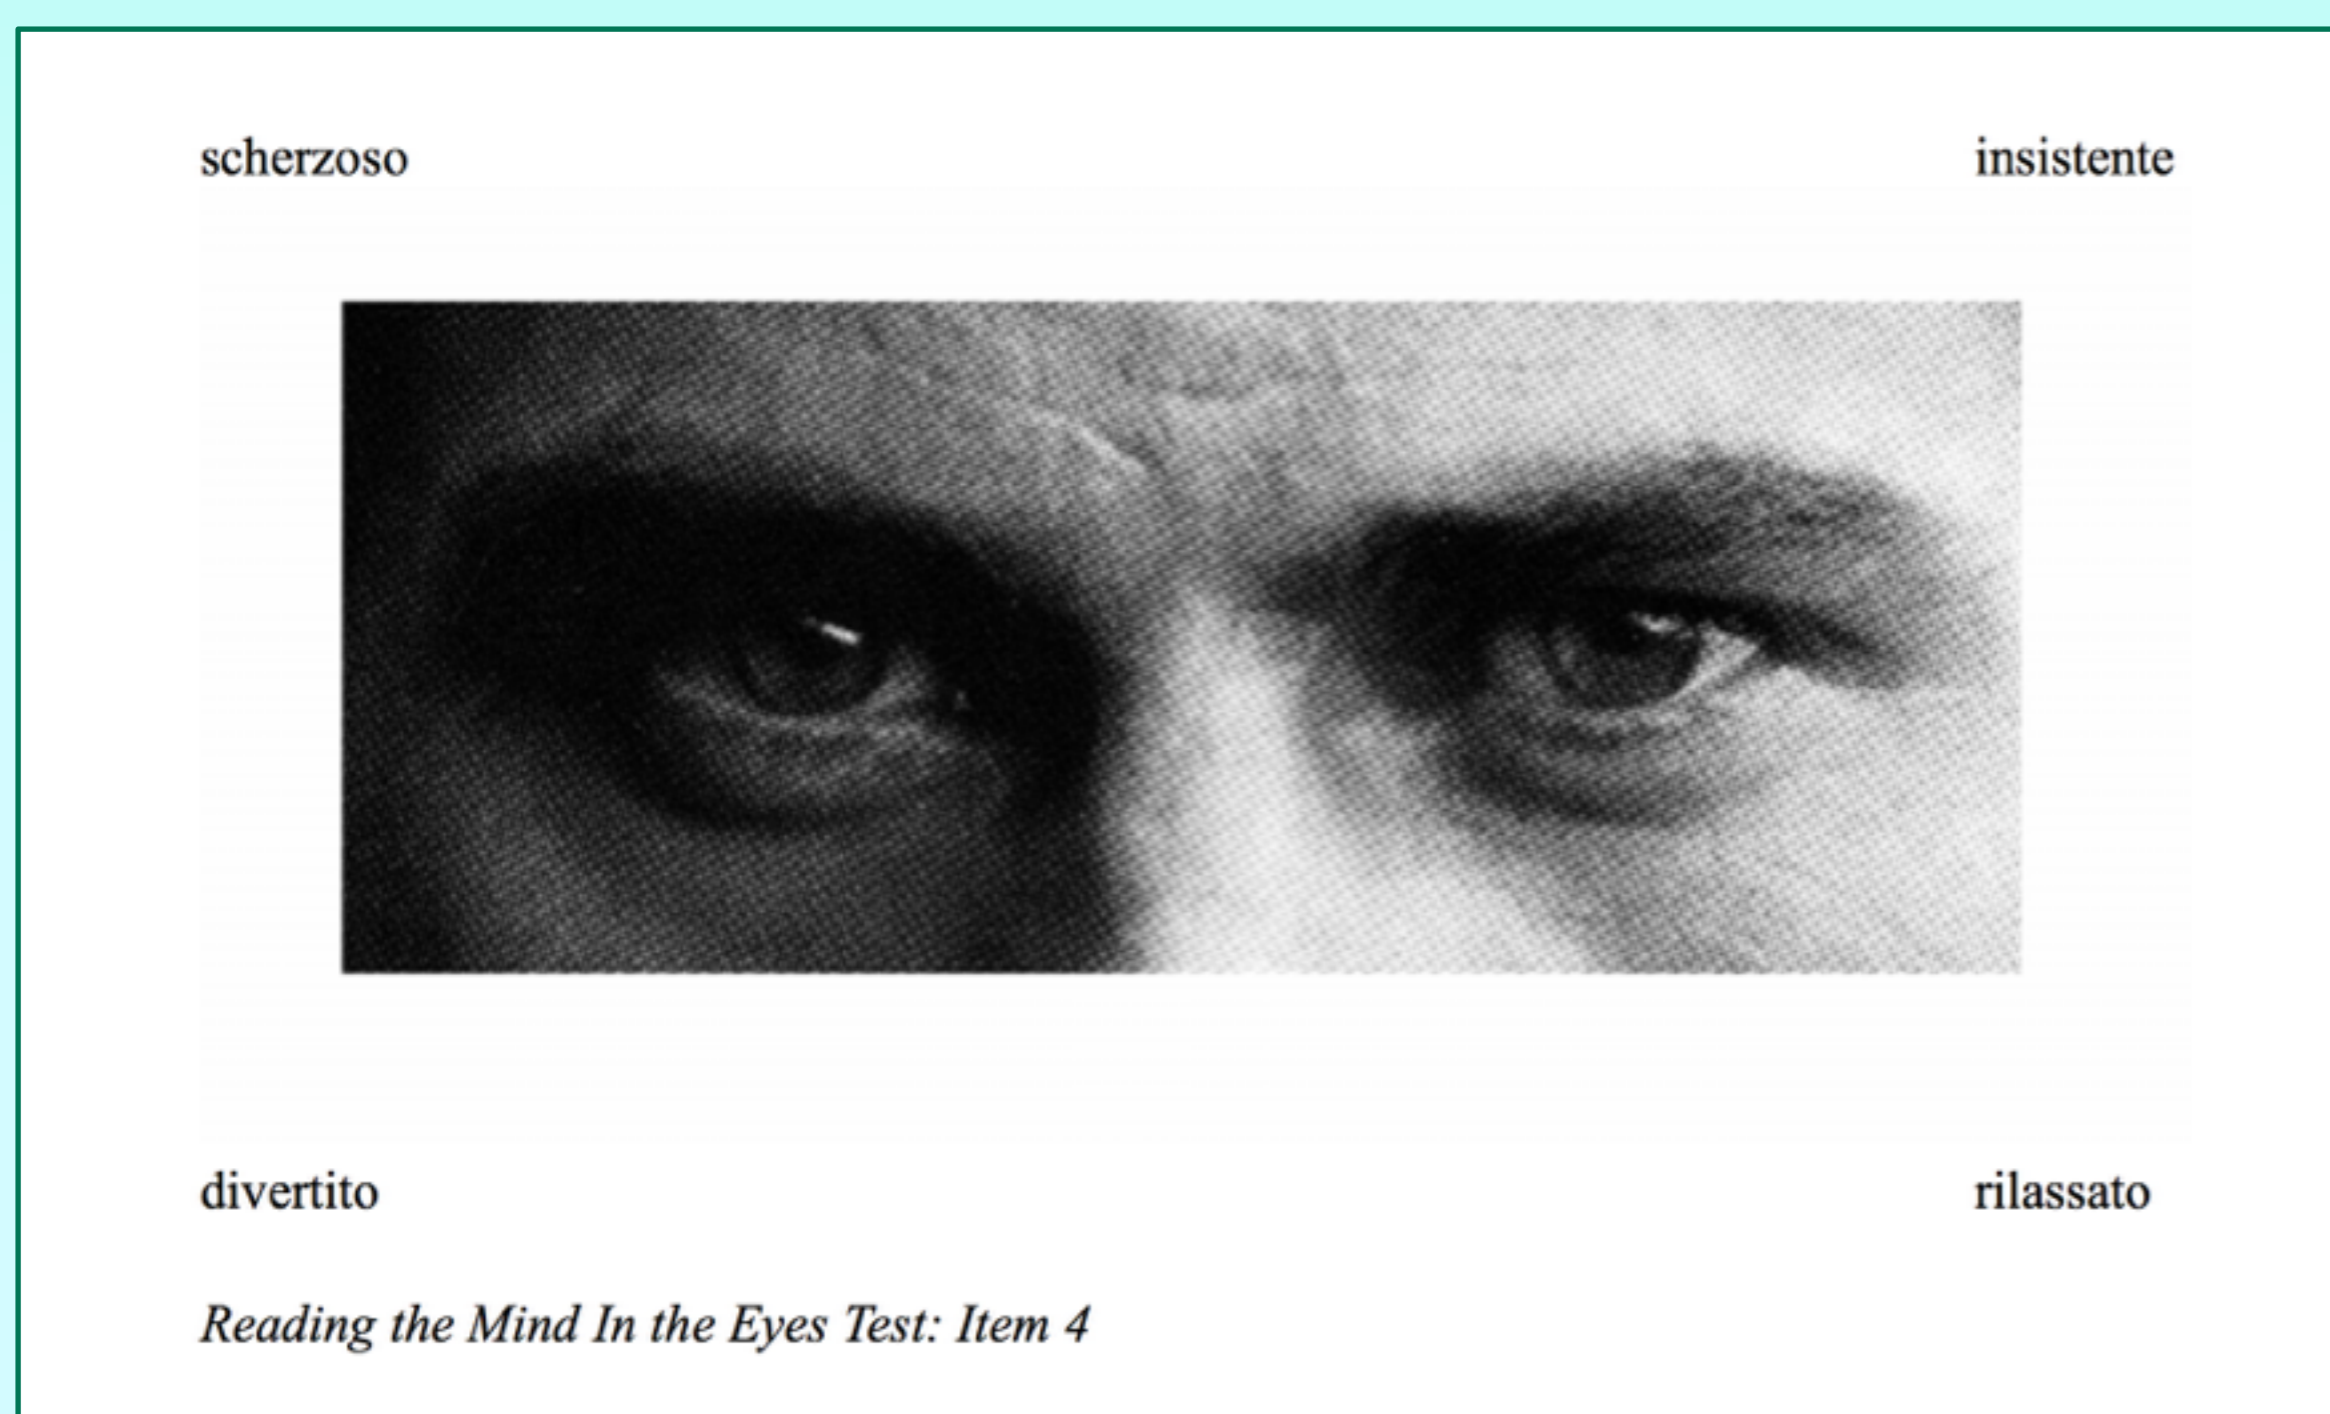 scherzoso insistente
divertito rilassato
Reading the Mind In the Eyes Test: Item 4